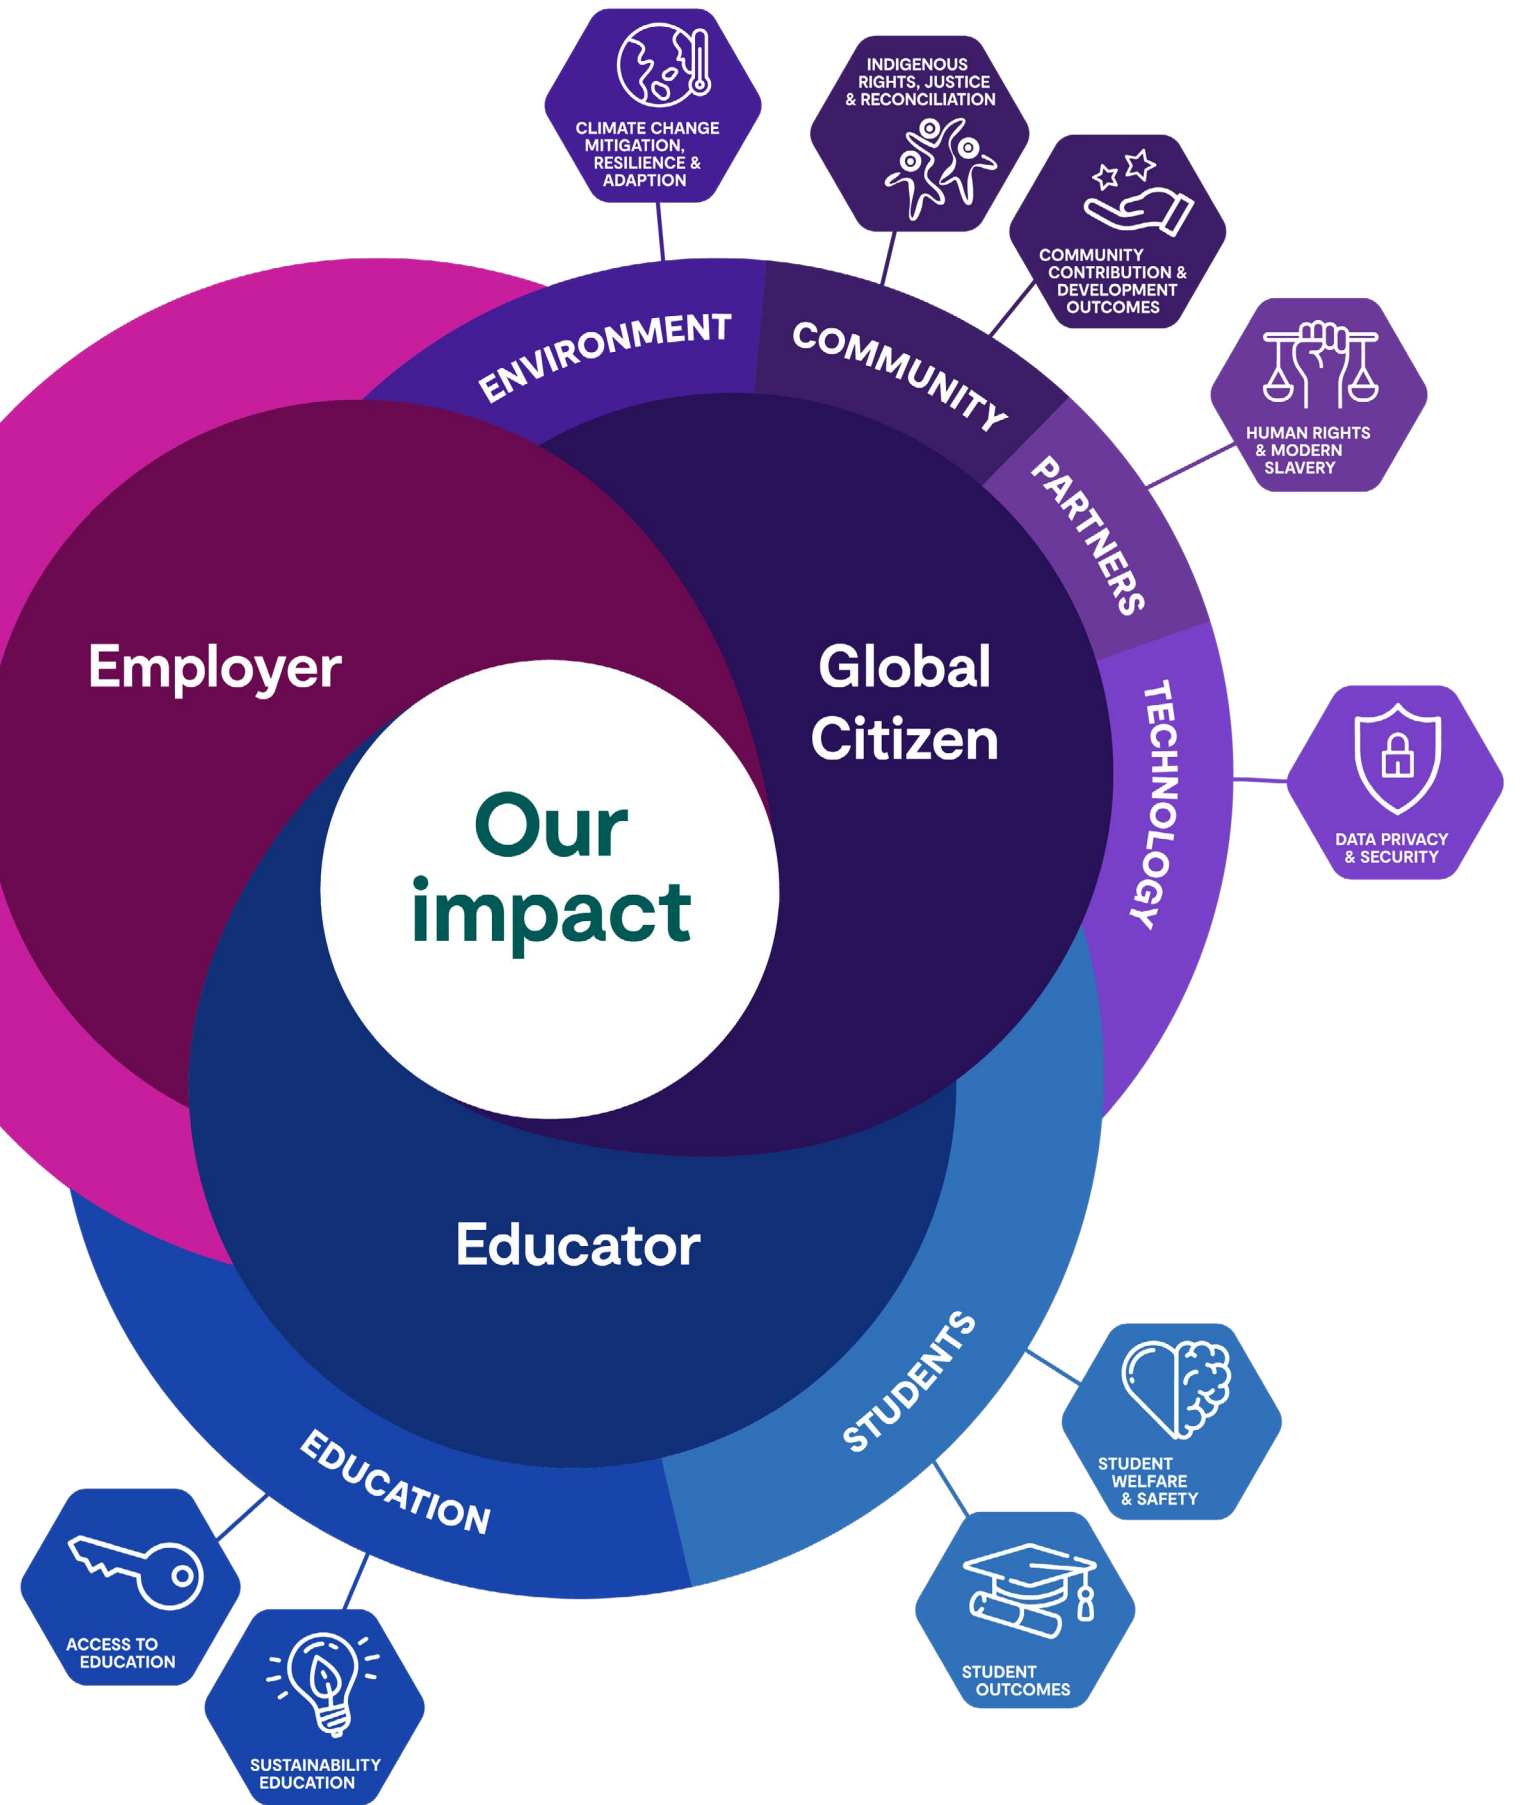 CLIMATE CHANGE
MITIGATION,
RESILIENCE &
ADAPTION
INDIGENOUS
RIGHTS, JUSTICE
& RECONCILIATION
COMMUNITY
CONTRIBUTION &
DEVELOPMENT
OUTCOMES
HUMAN RIGHTS
& MODERN
SLAVERY
ENVIRONMENT
COMMUNITY
PARTNERS
TECHNOLOGY
DATA PRIVACY
& SECURITY
Employer
Global
Citizen
Our
impact
Educator
STUDENTS
EDUCATION
STUDENT
WELFARE
& SAFETY
STUDENT
OUTCOMES
ACCESS TO
EDUCATION
SUSTAINABILITY
EDUCATION